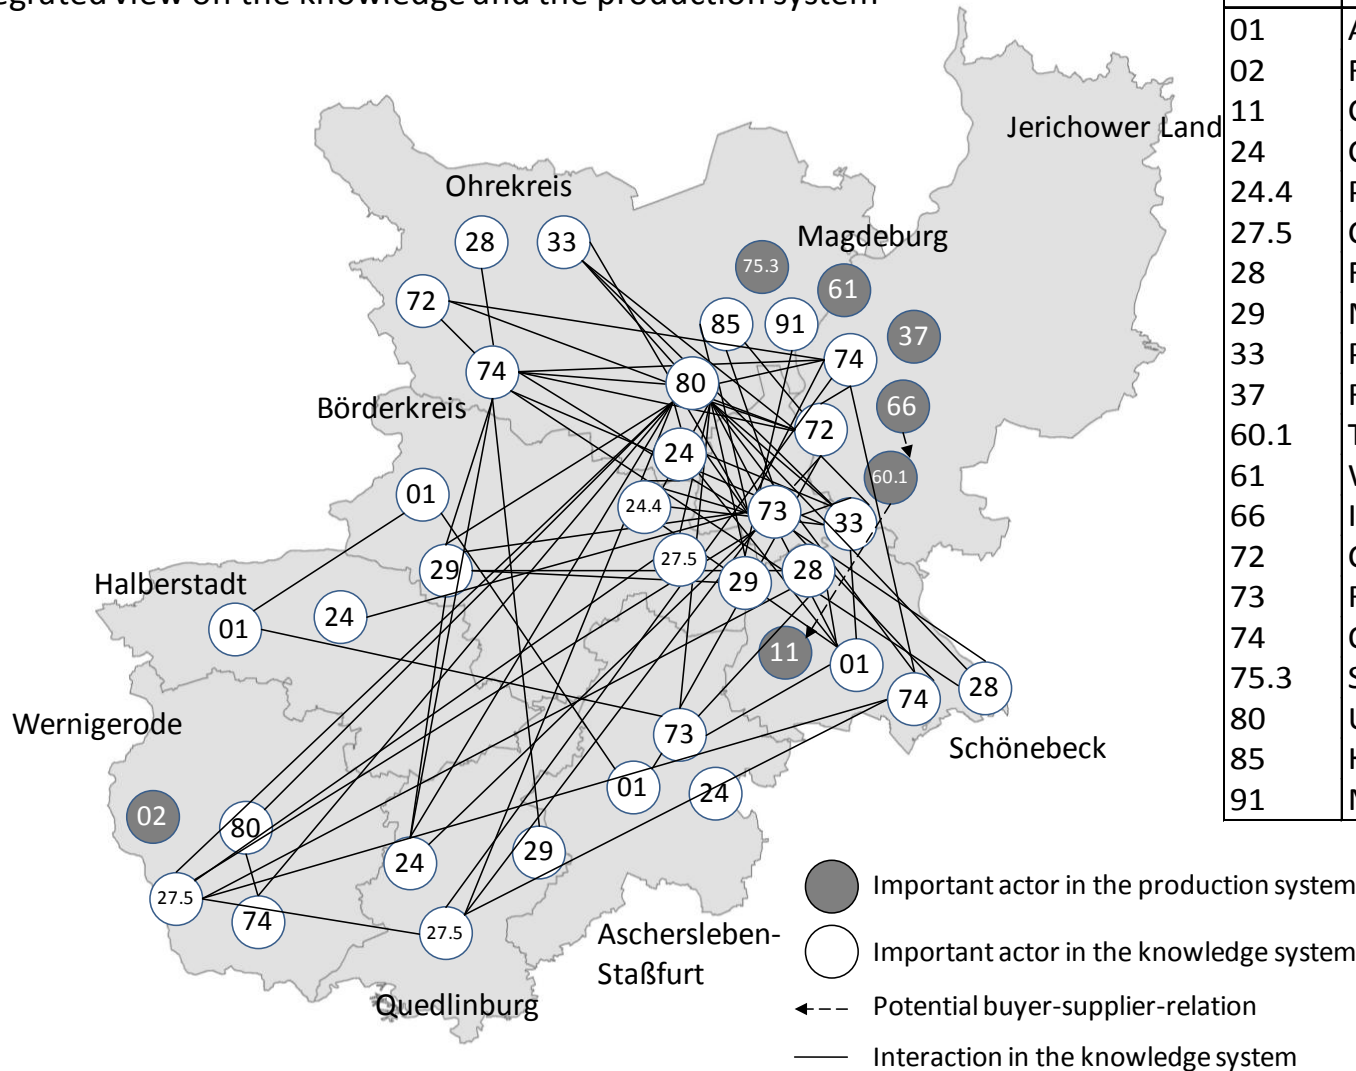 egrated view on the knowledge and the production system
Jerichower Land
Ohrekreis
Magdeburg
28
33
75.3
61
72
85
91
37
74
74
80
66
Börderkreis
72
24
60.1
01
24.4
73
33
27.5
29
29
28
Halberstadt
24
01
11
01
28
74
Wernigerode
73
Schönebeck
01
24
02
80
24
29
27.5
74
27.5
Aschersleben-
Staßfurt
Quedlinburg
01 A
02 F
11
24
24.4
27.5
28 F
29
33
37
60.1 T
61
66 I
72
73
74
75.3 S
80 U
85 H
91
Important actor in the production system
Important actor in the knowledge system
Potential buyer-supplier-relation
Interaction in the knowledge system